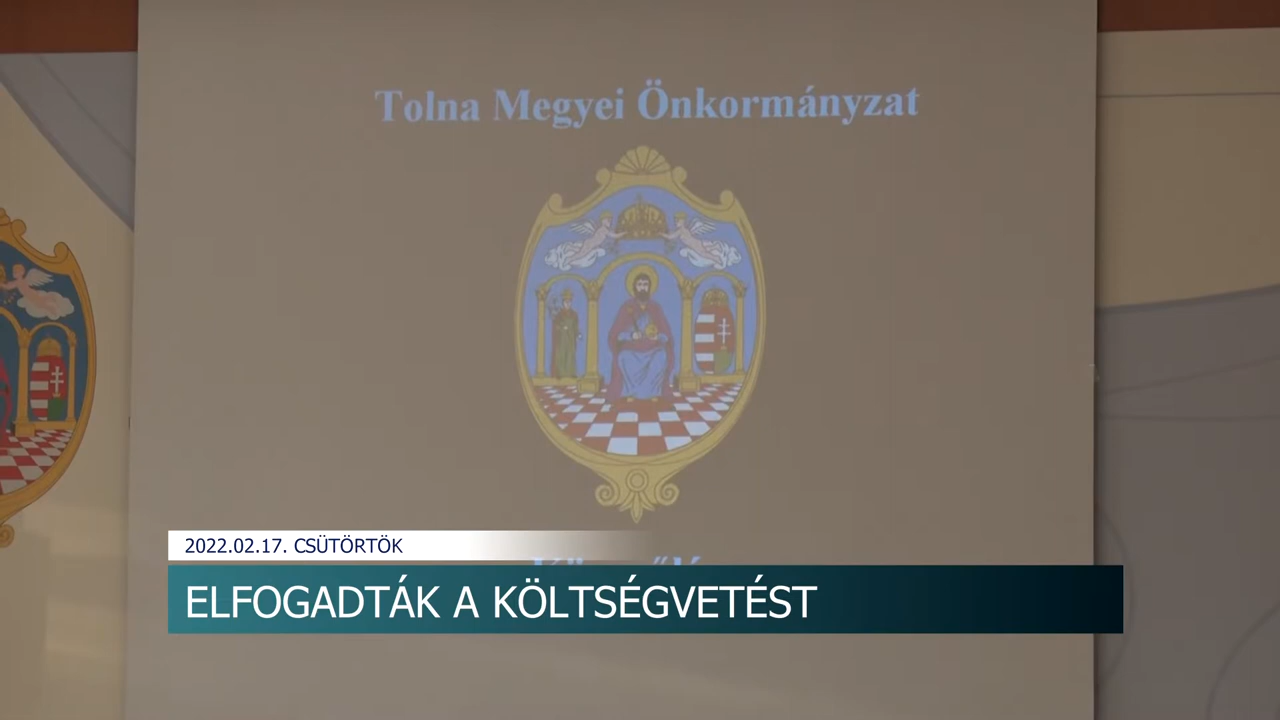 Tolna Megyei Önkormányzat
2022.02.17. CSÜTÖRTÖK
ELFOGADTÁK A KÖLTSÉGVETÉST